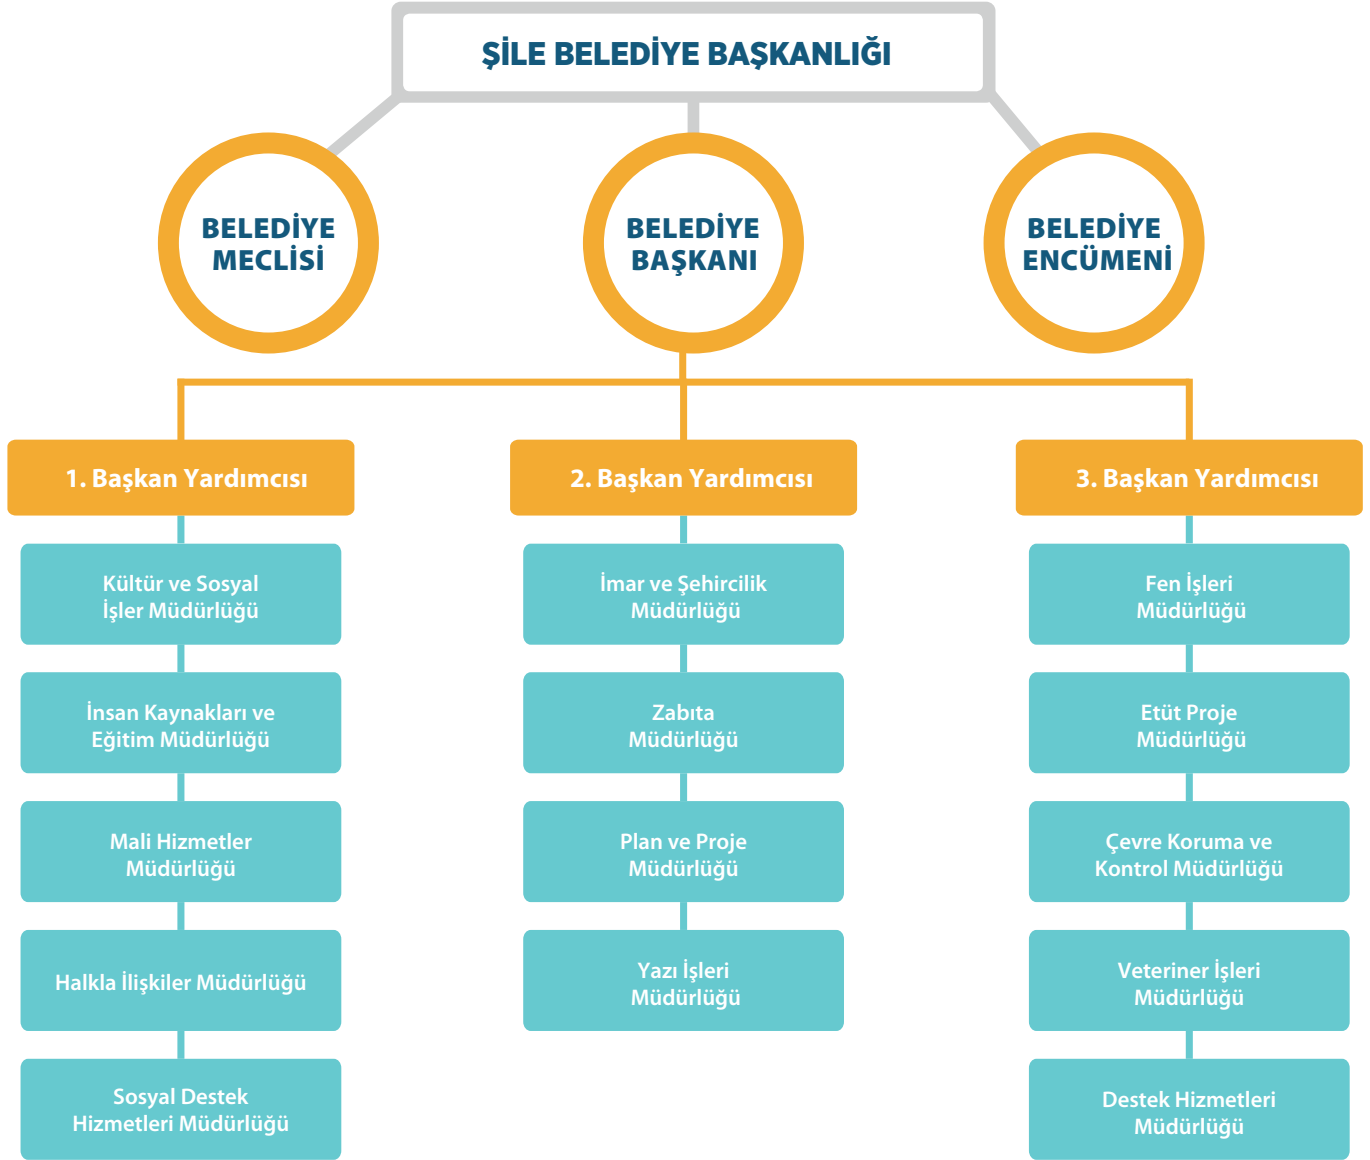 ŞİLE BELEDİYE BAŞKANLIĞI
BELEDİYE
MECLİSİ
BELEDİYE
BAŞKANI
BELEDİYE
ENCÜMENİ
1. Başkan Yardımcısı
Kültür ve Sosyal
İşler Müdürlüğü
İnsan Kaynakları ve
Eğitim Müdürlüğü
Mali Hizmetler
Müdürlüğü
Halkla İlişkiler Müdürlüğü
Sosyal Destek
Hizmetleri Müdürlüğü
2. Başkan Yardımcısı
İmar ve Şehircilik
Müdürlüğü
Zabıta
Müdürlüğü
Plan ve Proje
Müdürlüğü
Yazı İşleri
Müdürlüğü
3. Başkan Yardımcısı
Fen İşleri
Müdürlüğü
Etüt Proje
Müdürlüğü
Çevre Koruma ve
Kontrol Müdürlüğü
Veteriner İşleri
Müdürlüğü
Destek Hizmetleri
Müdürlüğü